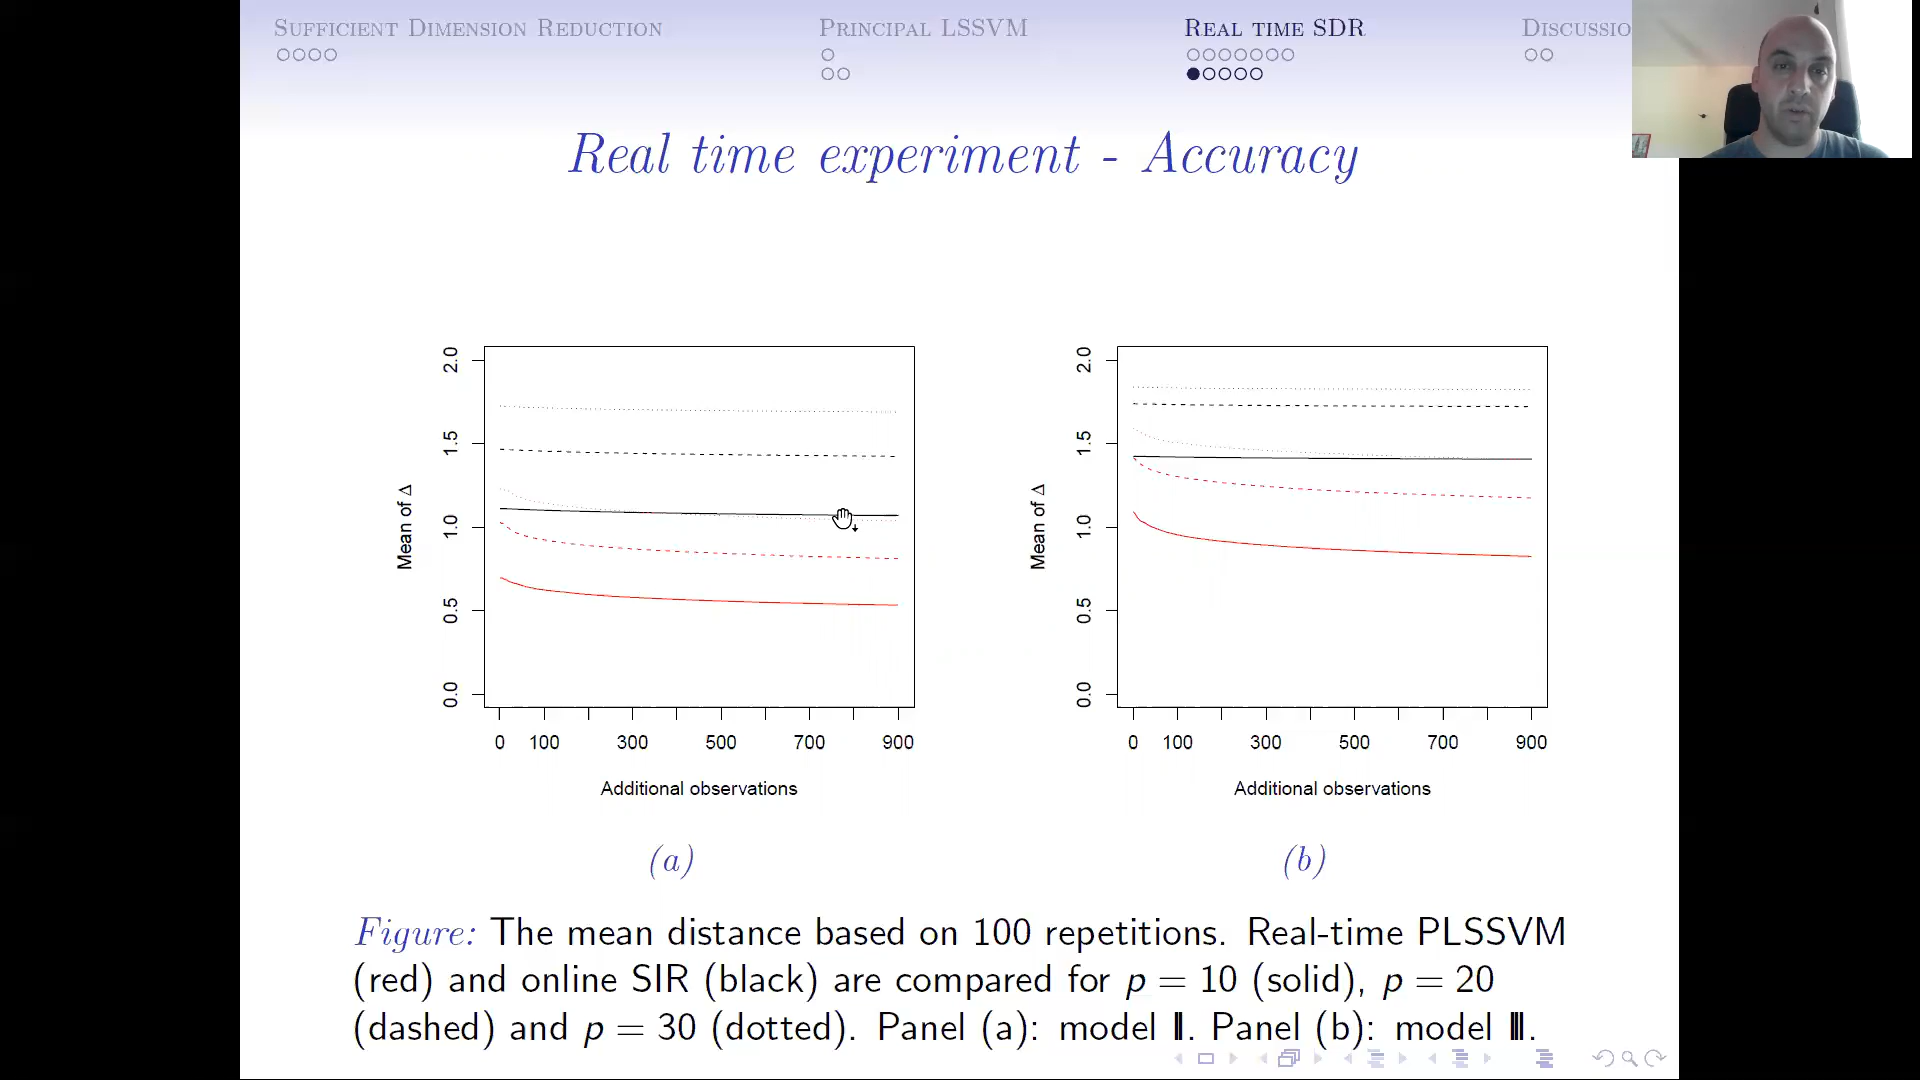 SUFFICIENT DIMENSION REDUCTION PRINCIPAL LSSVM REAL TIME SDR DISCUSSIO
Real time experiment - Accuracy
2.0
1.5
1.0
0.5
0.0
Mean of Δ
0 100 300 500 700 900
Additional observations
(a)
2.0
1.5
1.0
0.5
0.0
Mean of Δ
0 100 300 500 700 900
Additional observations
(b)
Figure: The mean distance based on 100 repetitions. Real-time PLSSVM
(red) and online SIR (black) are compared for p = 10 (solid), p = 20
(dashed) and p = 30 (dotted). Panel (a): model II. Panel (b): model III.